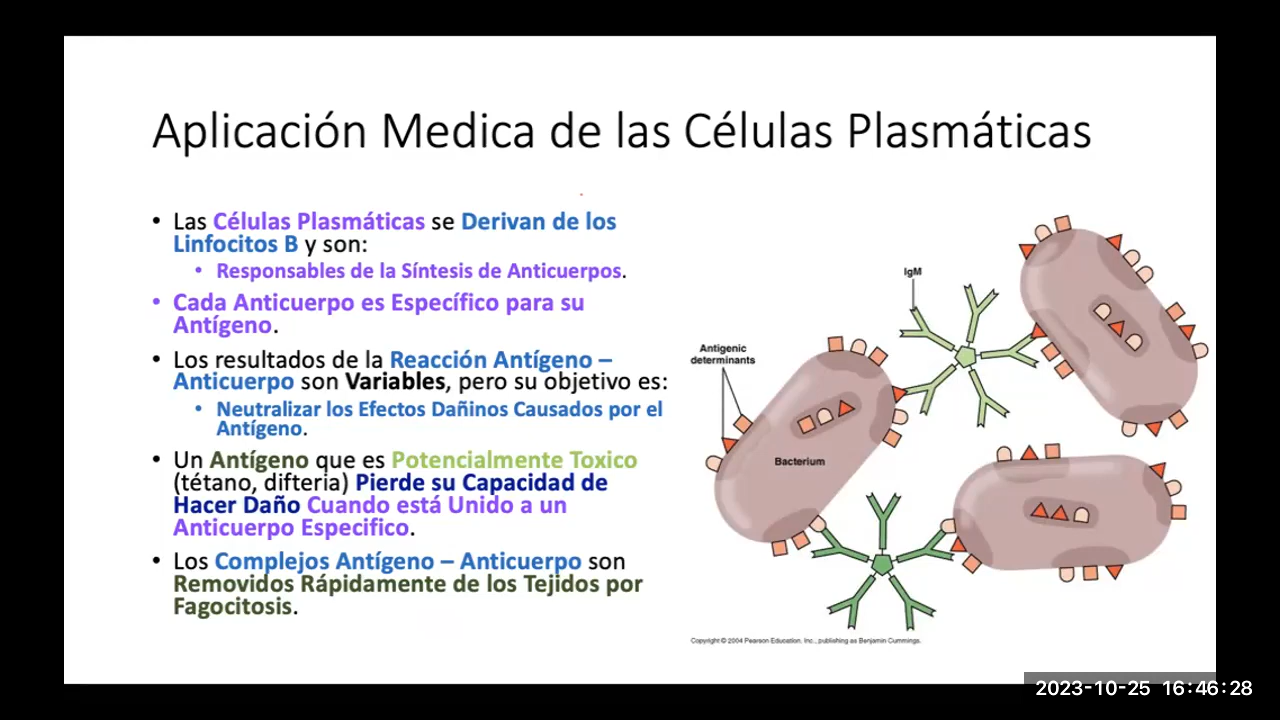 Aplicación Medica de las Células Plasmáticas
• Las Células Plasmáticas se Derivan de los
Linfocitos B y son:
• Responsables de la Síntesis de Anticuerpos.
• Cada Anticuerpo es Específico para su
Antígeno.
• Los resultados de la Reacción Antígeno –
Anticuerpo son Variables, pero su objetivo es:
• Neutralizar los Efectos Dañinos Causados por el
Antígeno.
• Un Antígeno que es Potencialmente Toxico
(tétano, difteria) Pierde su Capacidad de
Hacer Daño Cuando está Unido a un
Anticuerpo Especifico.
• Los Complejos Antígeno – Anticuerpo son
Removidos Rápidamente de los Tejidos por
Fagocitosis.
IgM
Antigenic
determinants
Bacterium
Copyright © 2004 Pearson Education, Inc., publishing as Benjamin Cummings.
2023-10-25 16:46:28